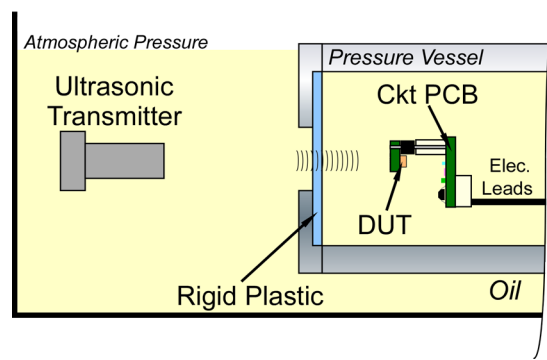 Atmospheric Pressure
Pressure Vessel
Ultrasonic
Transmitter
Ckt PCB
Elec.
Leads
DUT
Rigid Plastic
Oil